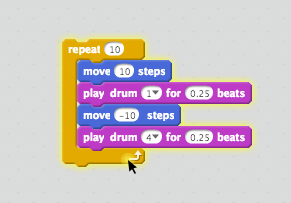 repeat 10
move 10 steps
play drum 1 for 0.25 beats
move -10 steps
play drum 4 for 0.25 beats